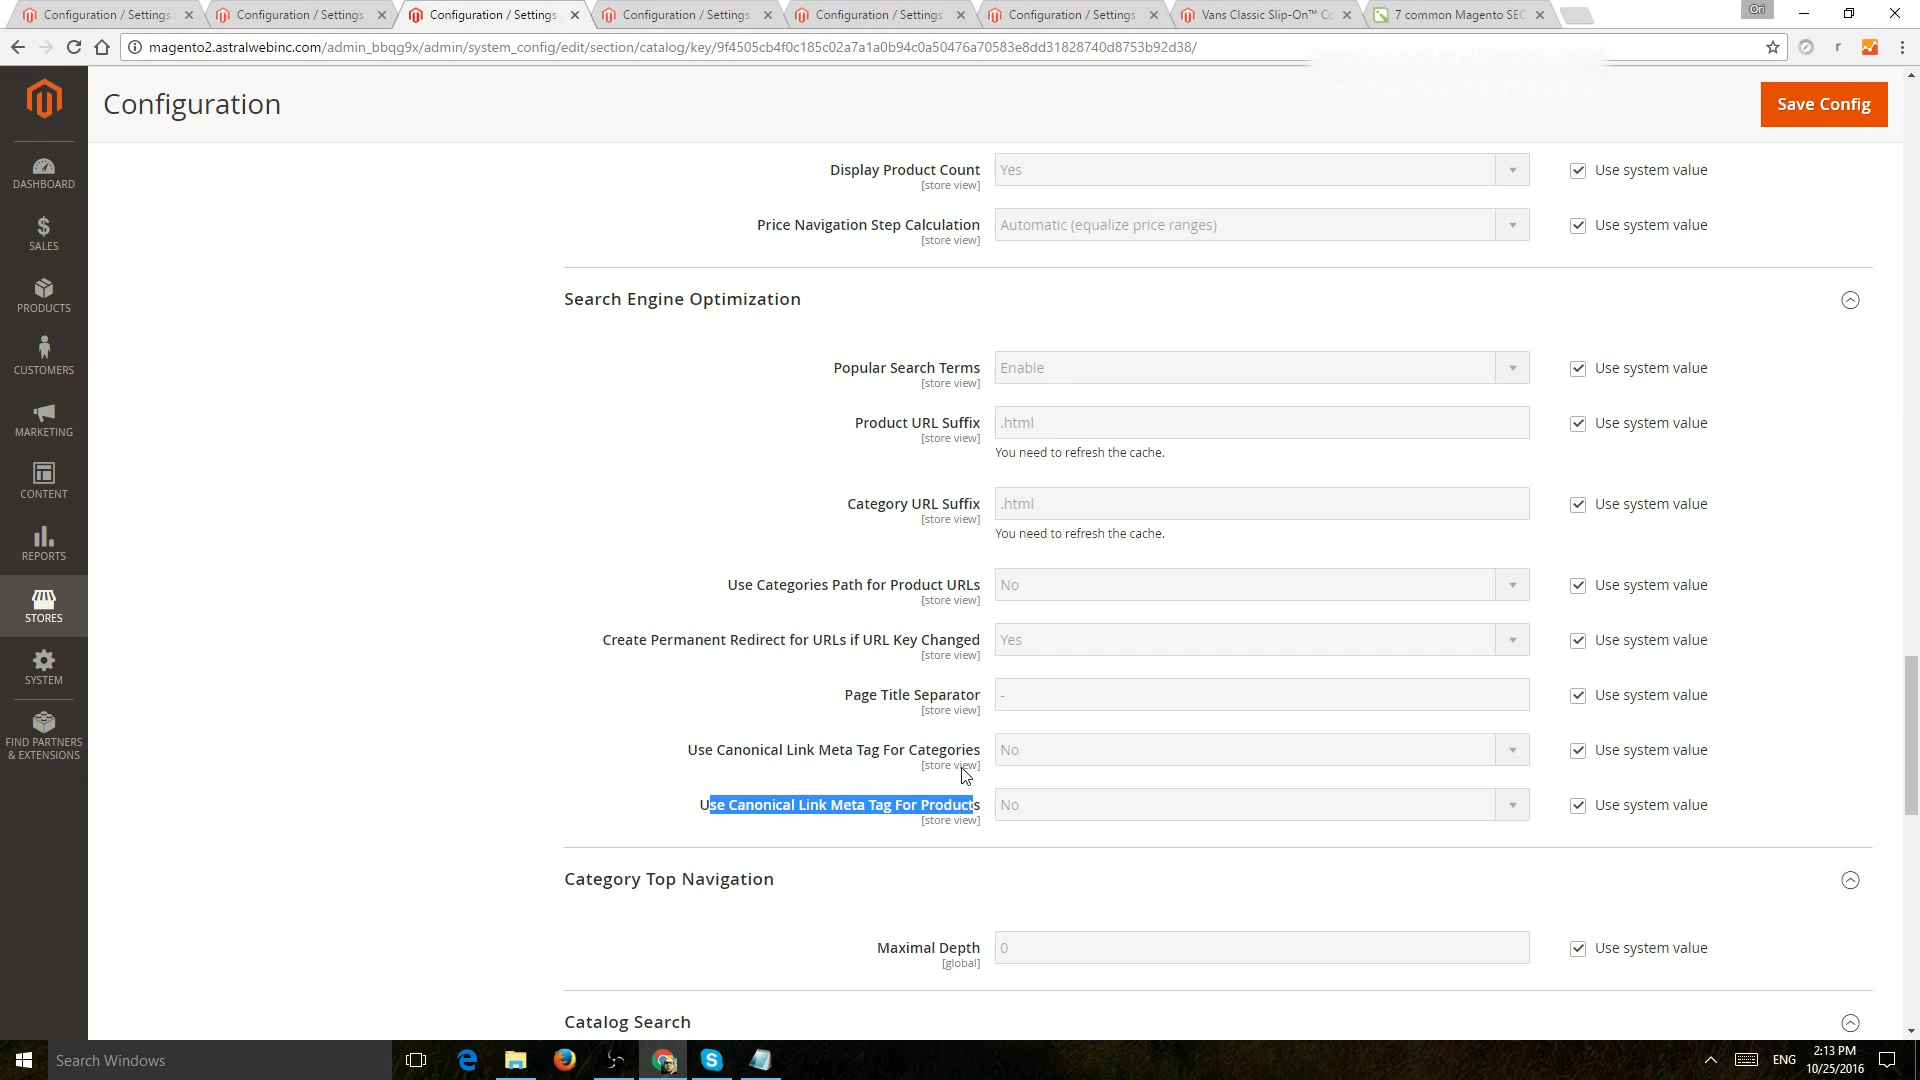 Configuration / Settings
Configuration / Settings
Configuration / Settings
Configuration / Settings
Configuration / Settings
Configuration / Settings
Vans Classic Slip-On™ Co
7 common Magento SEO
Ori
magento2.astralwebinc.com/admin_bbqg9x/admin/system_config/edit/section/catalog/key/9f4505cb4f0c185c02a7a1a0b94c0a50476a70583e8dd31828740d8753b92d38/
r
Configuration
Save Config
DASHBOARD
SALES
PRODUCTS
CUSTOMERS
MARKETING
CONTENT
REPORTS
STORES
SYSTEM
FIND PARTNERS
& EXTENSIONS
Display Product Count Yes Use system value
[store view]
Price Navigation Step Calculation Automatic (equalize price ranges) Use system value
[store view]
Search Engine Optimization
Popular Search Terms Enable Use system value
[store view]
Product URL Suffix .html Use system value
[store view]
You need to refresh the cache.
Category URL Suffix .html Use system value
[store view]
You need to refresh the cache.
Use Categories Path for Product URLs No Use system value
[store view]
Create Permanent Redirect for URLs if URL Key Changed Yes Use system value
[store view]
Page Title Separator - Use system value
[store view]
Use Canonical Link Meta Tag For Categories No Use system value
[store view]
Use Canonical Link Meta Tag For Products No Use system value
[store view]
Category Top Navigation
Maximal Depth 0 Use system value
[global]
Catalog Search
Search Windows
ENG
2:13 PM
10/25/2016